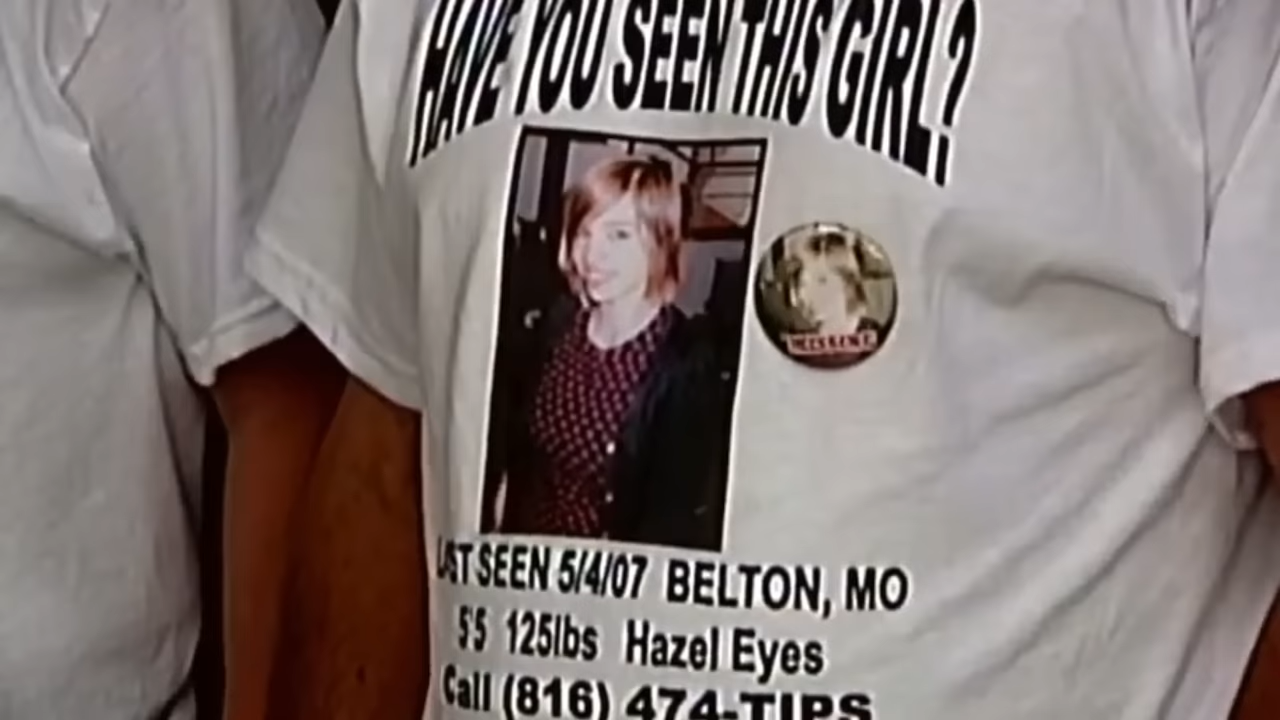 HAVE YOU SEEN THIS GIRL?
MISSING
LAST SEEN 5/4/07 BELTON, MO
5'5 125lbs Hazel Eyes
Call (816) 474-TIPS